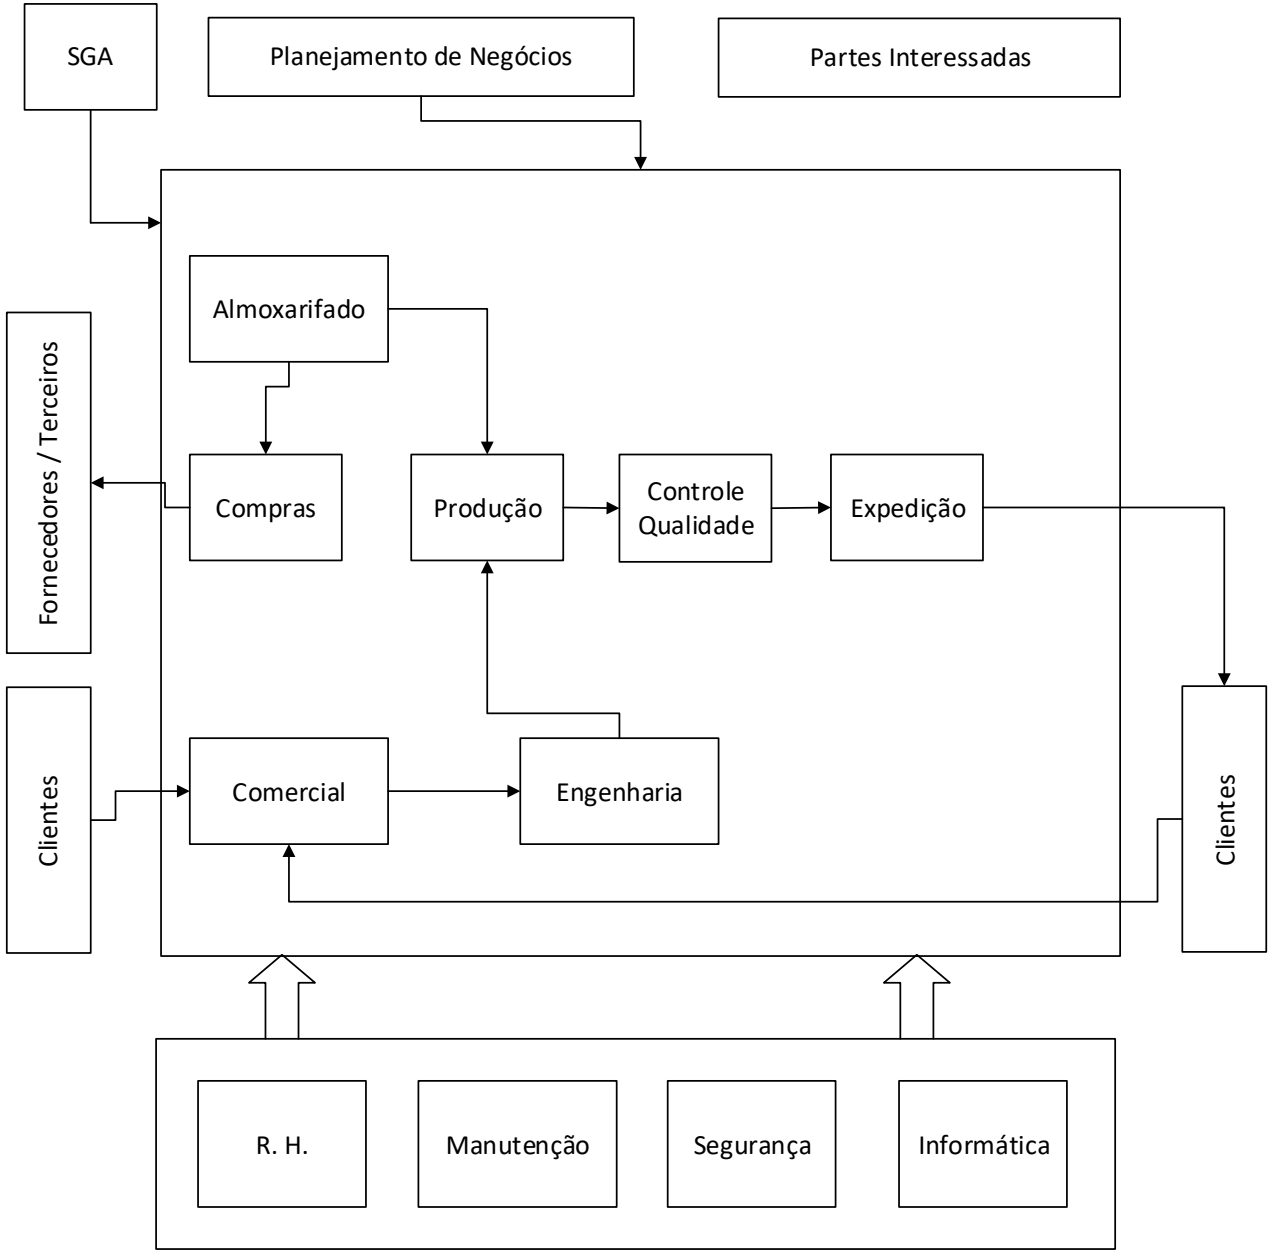 SGA
Planejamento de Negócios
Partes Interessadas
Almoxarifado
Fornecedores / Terceiros
Compras
Produção
Controle
Qualidade
Expedição
Clientes
Comercial
Engenharia
Clientes
R. H.
Manutenção
Segurança
Informática